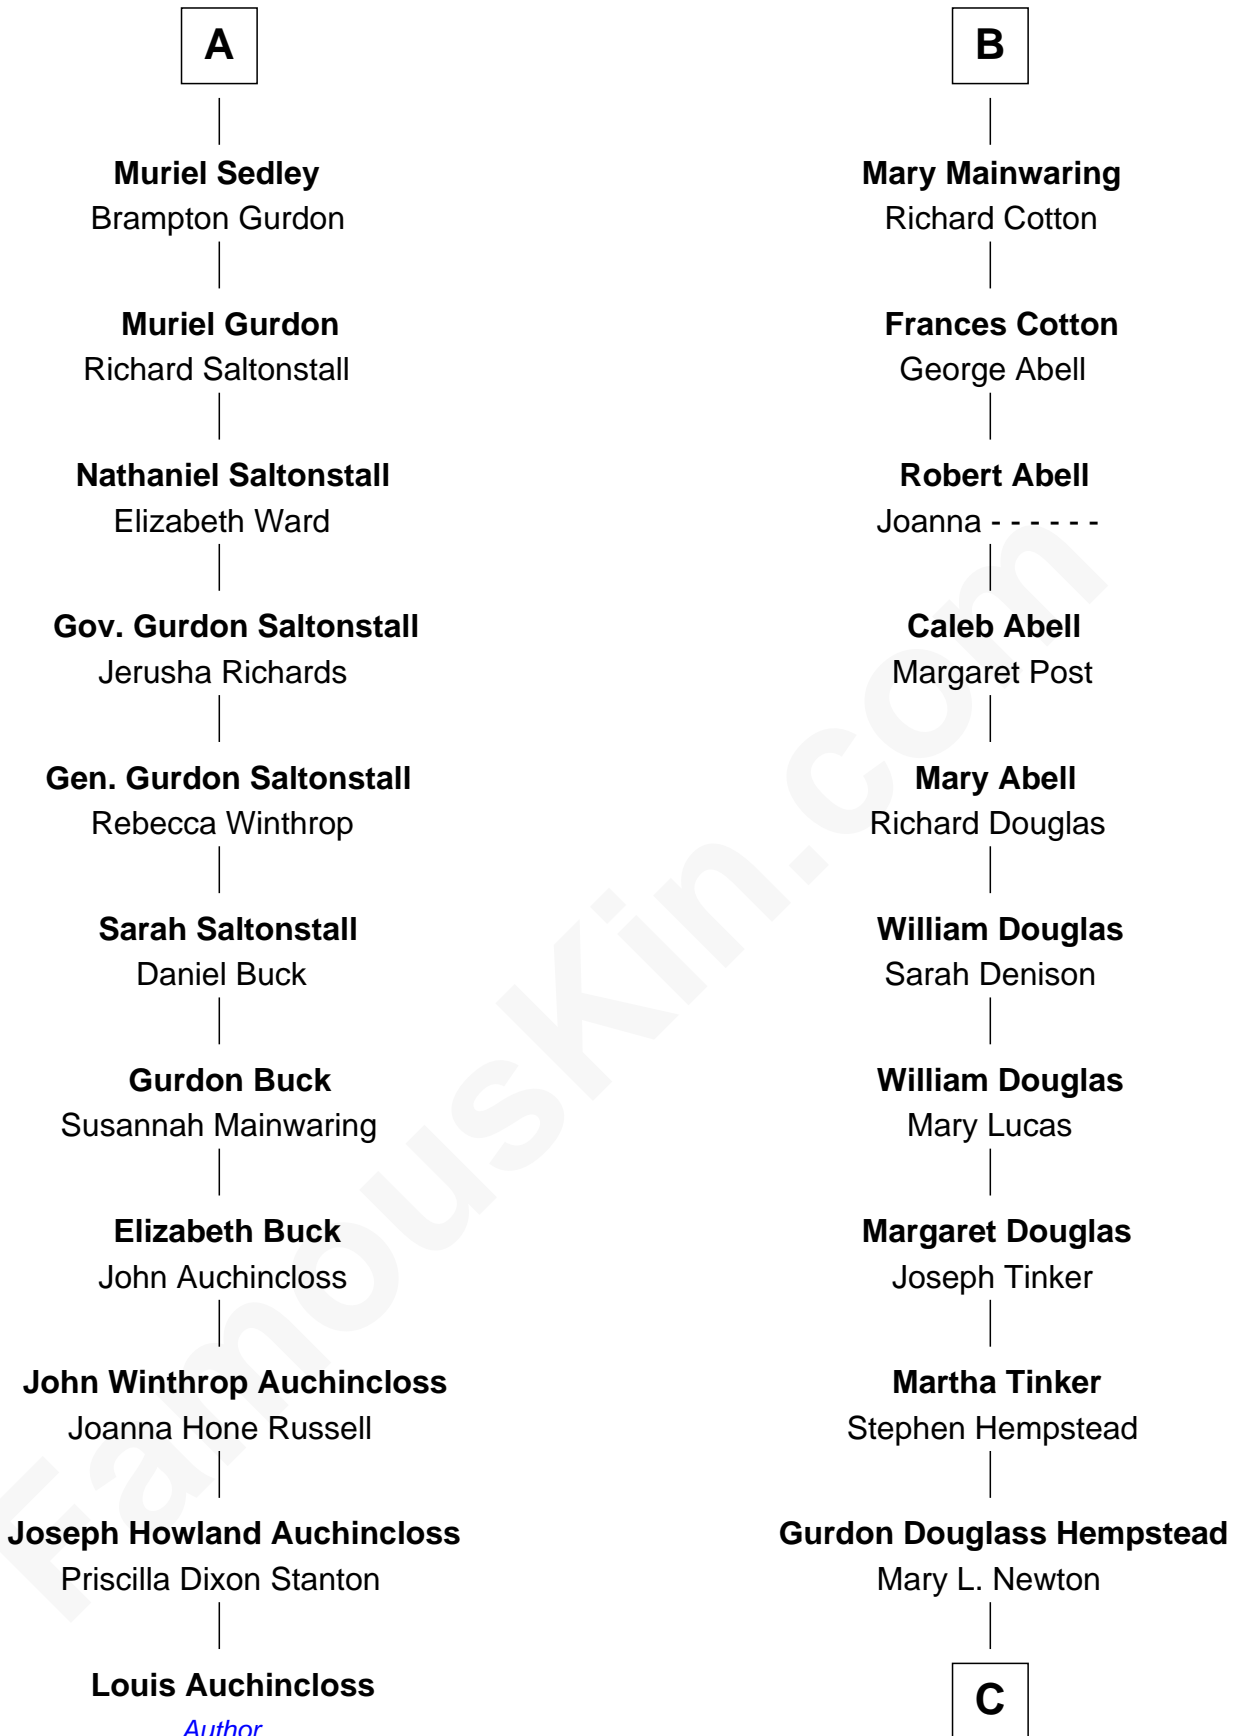 A
Muriel Sedley
Brampton Gurdon
Muriel Gurdon
Richard Saltonstall
Nathaniel Saltonstall
Elizabeth Ward
Gov. Gurdon Saltonstall
Jerusha Richards
Gen. Gurdon Saltonstall
Rebecca Winthrop
Sarah Saltonstall
Daniel Buck
Gurdon Buck
Susannah Mainwaring
Elizabeth Buck
John Auchincloss
John Winthrop Auchincloss
Joanna Hone Russell
Joseph Howland Auchincloss
Priscilla Dixon Stanton
Louis Auchincloss
Author
B
Mary Mainwaring
Richard Cotton
Frances Cotton
George Abell
Robert Abell
Joanna - - - - - -
Caleb Abell
Margaret Post
Mary Abell
Richard Douglas
William Douglas
Sarah Denison
William Douglas
Mary Lucas
Margaret Douglas
Joseph Tinker
Martha Tinker
Stephen Hempstead
Gurdon Douglass Hempstead
Mary L. Newton
C
FamousKin.com